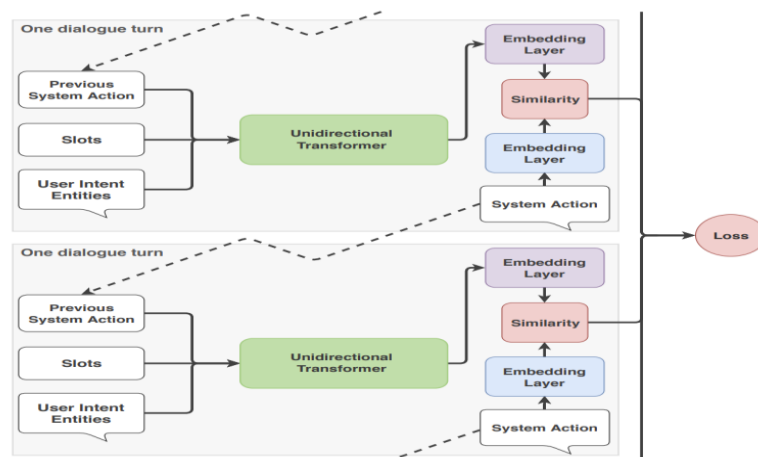 One dialogue turn
Previous
System Action
Slots
User Intent
Entities
Unidirectional
Transformer
Embedding
Layer
Similarity
Embedding
Layer
System Action
Loss
One dialogue turn
Previous
System Action
Slots
User Intent
Entities
Unidirectional
Transformer
Embedding
Layer
Similarity
Embedding
Layer
System Action